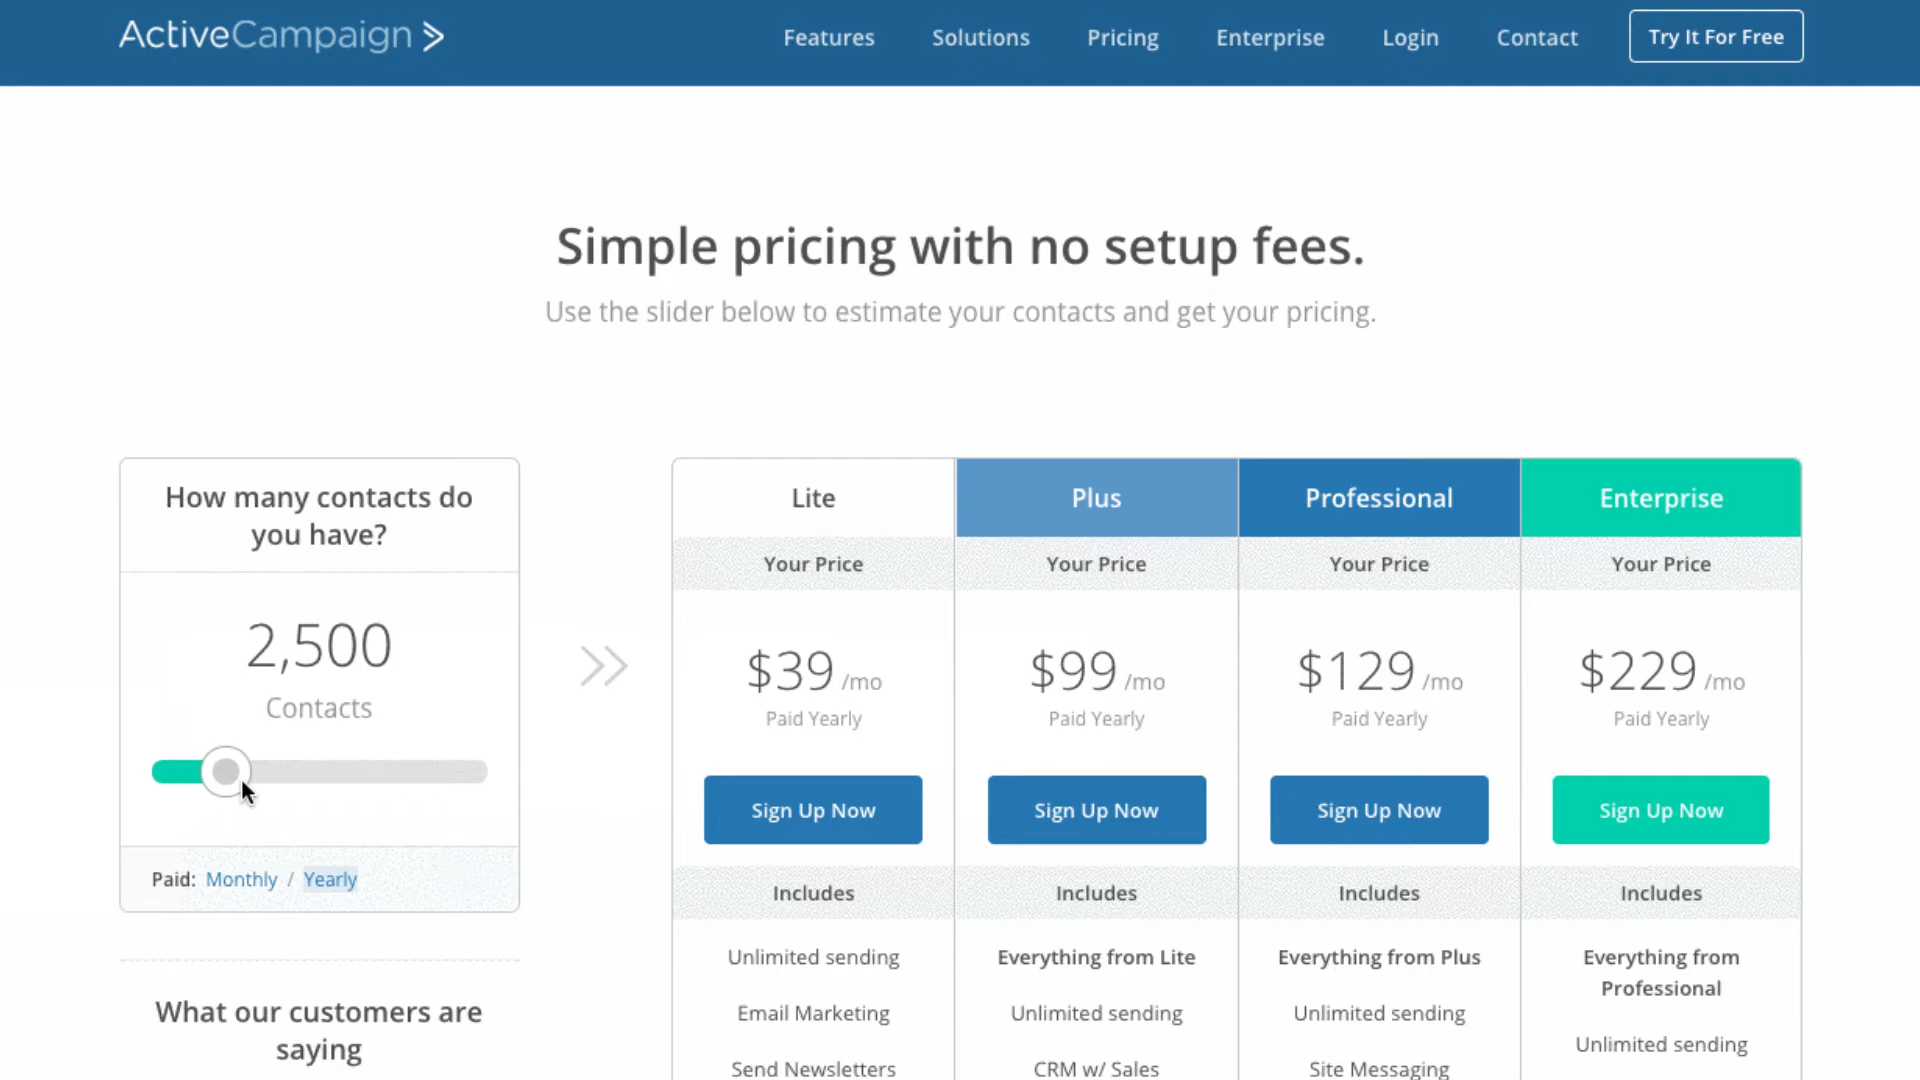 ActiveCampaign
Features
Solutions
Pricing
Enterprise
Login
Contact
Try It For Free
Simple pricing with no setup fees.
Use the slider below to estimate your contacts and get your pricing.
How many contacts do
you have?
2,500
Contacts
Paid: Monthly / Yearly
What our customers are
saying
Lite
Your Price
$39 /mo
Paid Yearly
Sign Up Now
Includes
Unlimited sending
Email Marketing
Send Newsletters
Plus
Your Price
$99 /mo
Paid Yearly
Sign Up Now
Includes
Everything from Lite
Unlimited sending
CRM w/ Sales
Professional
Your Price
$129 /mo
Paid Yearly
Sign Up Now
Includes
Everything from Plus
Unlimited sending
Site Messaging
Enterprise
Your Price
$229 /mo
Paid Yearly
Sign Up Now
Includes
Everything from
Professional
Unlimited sending